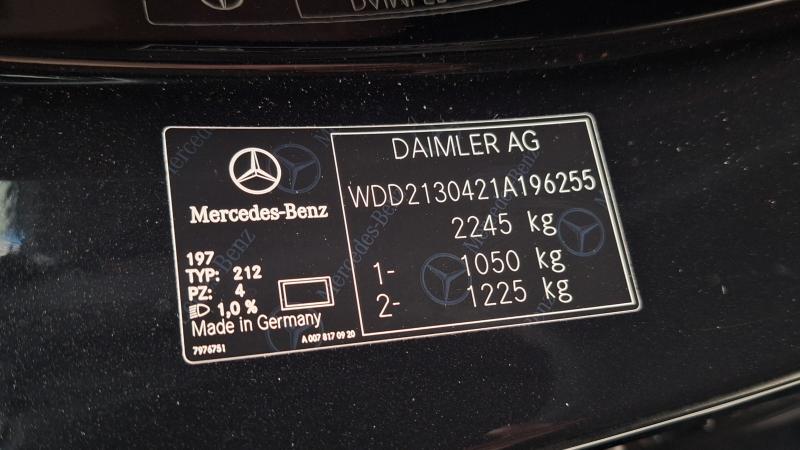 Mercedes-Benz
197
TYP: 212
PZ: 4
1,0 %
Made in Germany
7976751
A 007 817 09 20
DAIMLER AG
WDD2130421A196255
2245 kg
1- 1050 kg
2- 1225 kg